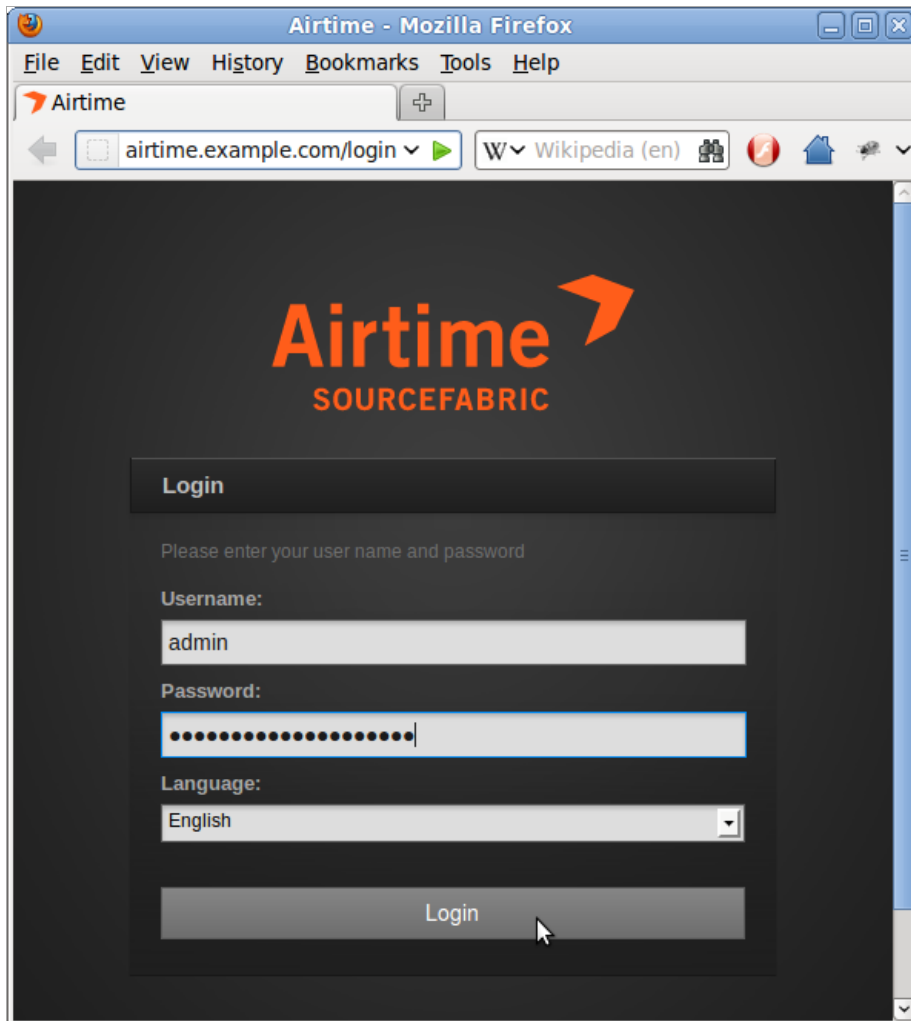 Airtime - Mozilla Firefox
File Edit View History Bookmarks Tools Help
Airtime
airtime.example.com/login W Wikipedia (en)
Airtime
SOURCEFABRIC
Login
Please enter your user name and password
Username:
admin
Password:
••••••••••••••••••••
Language:
English
Login